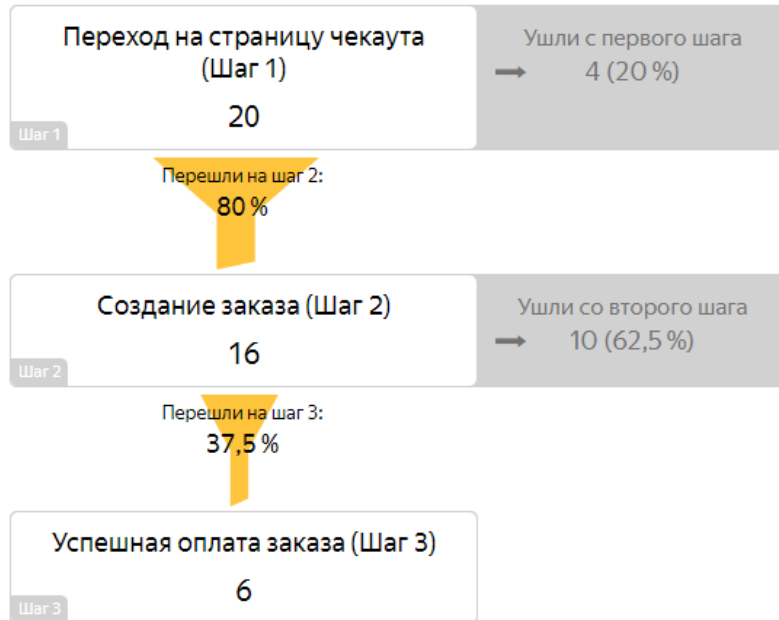 Переход на страницу чекаута
(Шаг 1)
20
Шаг 1
Ушли с первого шага
4 (20 %)
Перешли на шаг 2:
80 %
Создание заказа (Шаг 2)
16
Шаг 2
Ушли со второго шага
10 (62,5 %)
Перешли на шаг 3:
37,5 %
Успешная оплата заказа (Шаг 3)
6
Шаг 3